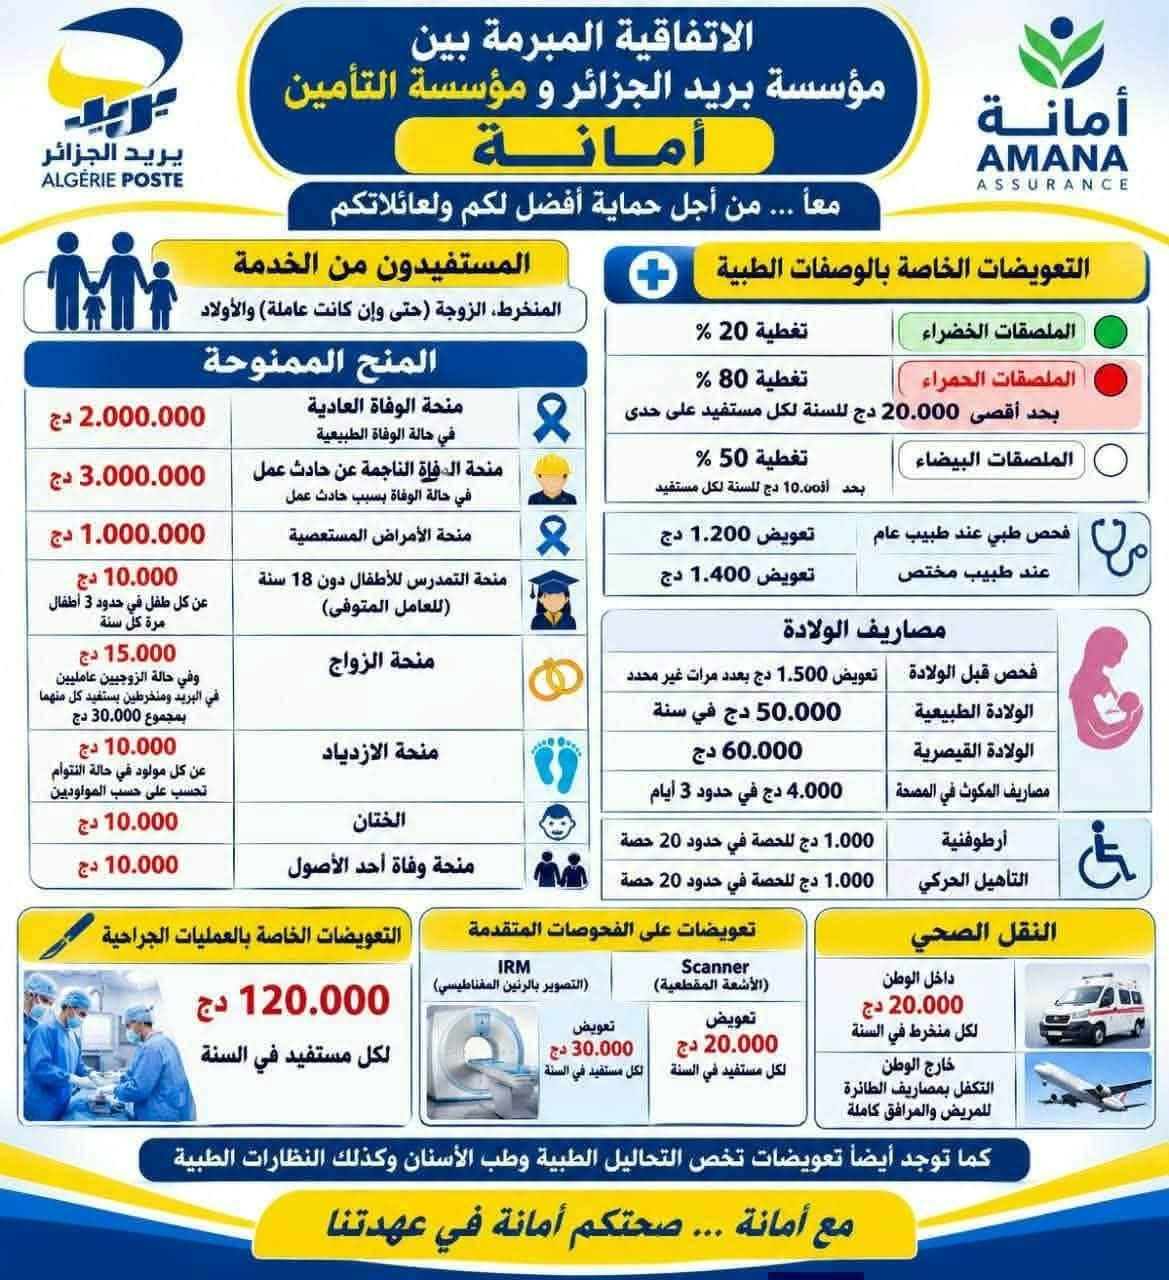 الاتفاقية المبرمة بين
مؤسسة بريد الجزائر و مؤسسة التأمين
أمانــة
معاً ... من أجل حماية أفضل لكم ولعائلاتكم
أمانــة
AMANA
ASSURANCE
بريد
بريد الجزائر
ALGÉRIE POSTE
التعويضات الخاصة بالوصفات الطبية
الملصقات الخضراء
تغطية 20 %
الملصقات الحمراء
تغطية 80 %
بحد أقصى 20.000 دج للسنة لكل مستفيد على حدى
الملصقات البيضاء
تغطية 50 %
بحد 10.000 دج للسنة لكل مستفيد
فحص طبي عند طبيب عام
تعويض 1.200 دج
عند طبيب مختص
تعويض 1.400 دج
مصاريف الولادة
فحص قبل الولادة
تعويض 1.500 دج بعدد مرات غير محدد
الولادة الطبيعية
50.000 دج في سنة
الولادة القيصرية
60.000 دج
مصاريف المكوث في المصحة
4.000 دج في حدود 3 أيام
أرطوفنية
1.000 دج للحصة في حدود 20 حصة
التأهيل الحركي
1.000 دج للحصة في حدود 20 حصة
المستفيدون من الخدمة
المنخرط، الزوجة (حتى وإن كانت عاملة) والأولاد
المنح الممنوحة
منحة الوفاة العادية
في حالة الوفاة الطبيعية
2.000.000 دج
منحة الوفاة الناجمة عن حادث عمل
في حالة الوفاة بسبب حادث عمل
3.000.000 دج
منحة الأمراض المستعصية
1.000.000 دج
منحة التمدرس للأطفال دون 18 سنة
(للعامل المتوفى)
10.000 دج
عن كل طفل في حدود 3 أطفال
مرة كل سنة
منحة الزواج
15.000 دج
وفي حالة الزوجيين عامليين
في البريد ومنخرطين يستفيد كل منهما
بمجموع 30.000 دج
منحة الازدياد
10.000 دج
عن كل مولود في حالة التوأم
تحسب على حسب المواودين
الختان
10.000 دج
منحة وفاة أحد الأصول
10.000 دج
النقل الصحي
داخل الوطن
20.000 دج
لكل منخرط في السنة
خارج الوطن
التكفل بمصاريف الطائرة
للمريض والمرافق كاملة
تعويضات على الفحوصات المتقدمة
Scanner
(الأشعة المقطعية)
تعويض
20.000 دج
لكل مستفيد في السنة
IRM
(التصوير بالرنين المغناطيسي)
تعويض
30.000 دج
لكل مستفيد في السنة
التعويضات الخاصة بالعمليات الجراحية
120.000 دج
لكل مستفيد في السنة
كما توجد أيضاً تعويضات تخص التحاليل الطبية وطب الأسنان وكذلك النظارات الطبية
مع أمانة ... صحتكم أمانة في عهدتنا